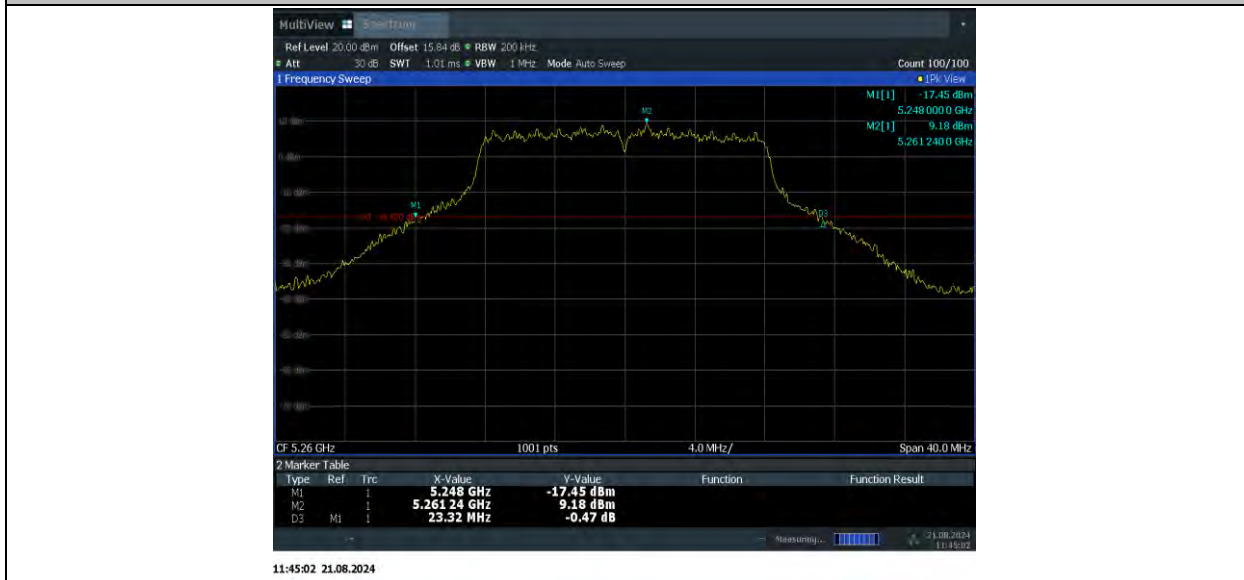 MultiView Spectrum
Ref Level 20.00 dBm Offset 15.84 dB RBW 200 kHz
Att 30 dB SWT 1.01 ms VBW 1 MHz Mode Auto Sweep Count 100/100
1 Frequency Sweep 1Pk View
M1[1] -17.45 dBm
5.248 000 0 GHz
M2[1] 9.18 dBm
5.261 240 0 GHz
M2
M1
D3
CF 5.26 GHz 1001 pts 4.0 MHz/ Span 40.0 MHz
2 Marker Table
Type Ref Trc X-Value Y-Value Function Function Result
M1 1 5.248 GHz -17.45 dBm
M2 1 5.261 24 GHz 9.18 dBm
D3 M1 1 23.32 MHz -0.47 dB
Measuring... 21.08.2024
11:45:02
11:45:02 21.08.2024